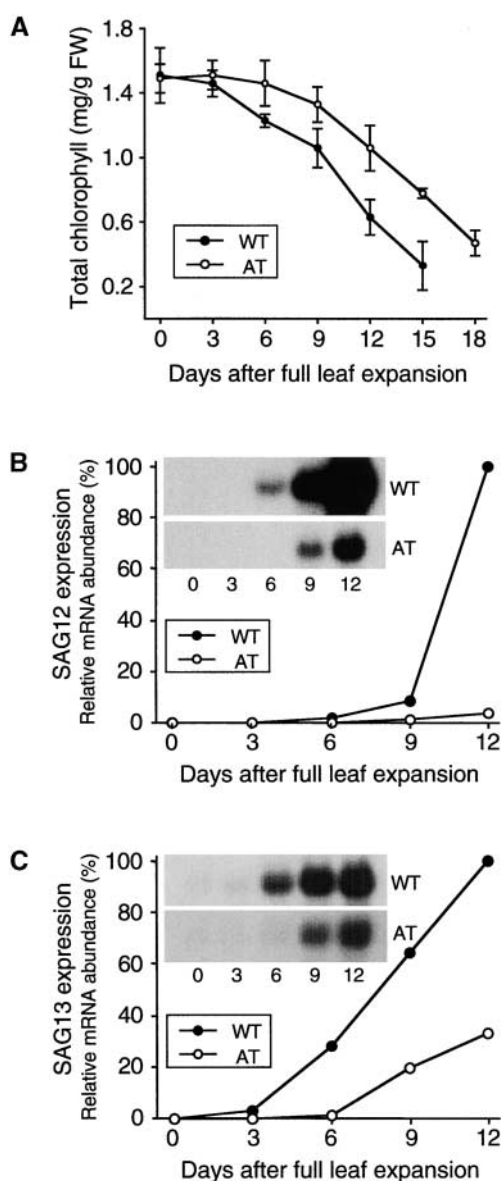 A
Total chlorophyll (mg/g FW)
1.8
1.4
1.0
0.6
0.2
WT
AT
0 3 6 9 12 15 18
Days after full leaf expansion
B
SAG12 expression
Relative mRNA abundance (%)
100
80
60
40
20
0
WT
AT
0 3 6 9 12
WT
AT
0 3 6 9 12
Days after full leaf expansion
C
SAG13 expression
Relative mRNA abundance (%)
100
80
60
40
20
0
WT
AT
0 3 6 9 12
WT
AT
0 3 6 9 12
Days after full leaf expansion